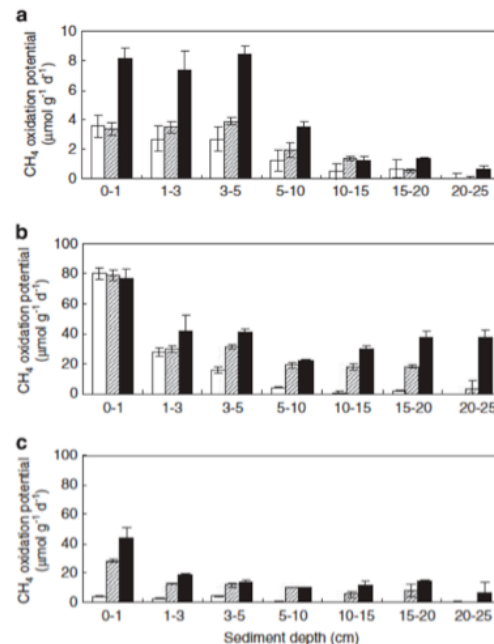 a
CH₄ oxidation potential
(μmol g⁻¹ d⁻¹)
10
8
6
4
2
0
0-1 1-3 3-5 5-10 10-15 15-20 20-25
b
CH₄ oxidation potential
(μmol g⁻¹ d⁻¹)
100
80
60
40
20
0
0-1 1-3 3-5 5-10 10-15 15-20 20-25
c
CH₄ oxidation potential
(μmol g⁻¹ d⁻¹)
100
80
60
40
20
0
0-1 1-3 3-5 5-10 10-15 15-20 20-25
Sediment depth (cm)